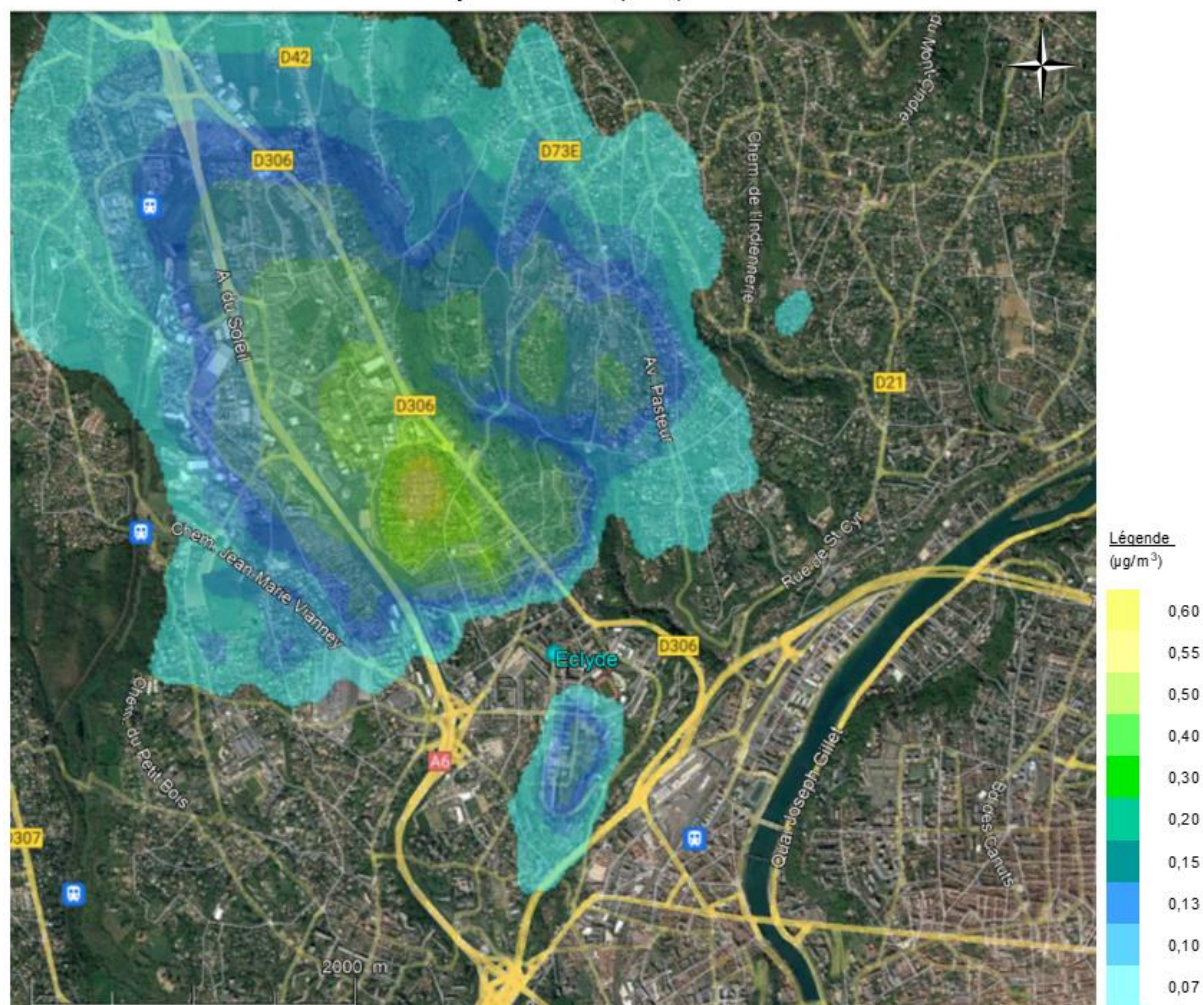 D42
du Mont-Cindre
D306
D73E
Chem. de l'Indiennerie
A. du Soleil
Av. Pasteur
D306
D21
Chem. Jean-Marie Vianney
Rue de St Cyr
Eclyde
D306
Chem. du Petit Bois
A6
D307
Quai Joseph Gillet
Bd des Canuts
2000 m
Légende
(µg/m³)
0,60
0,55
0,50
0,40
0,30
0,20
0,15
0,13
0,10
0,07